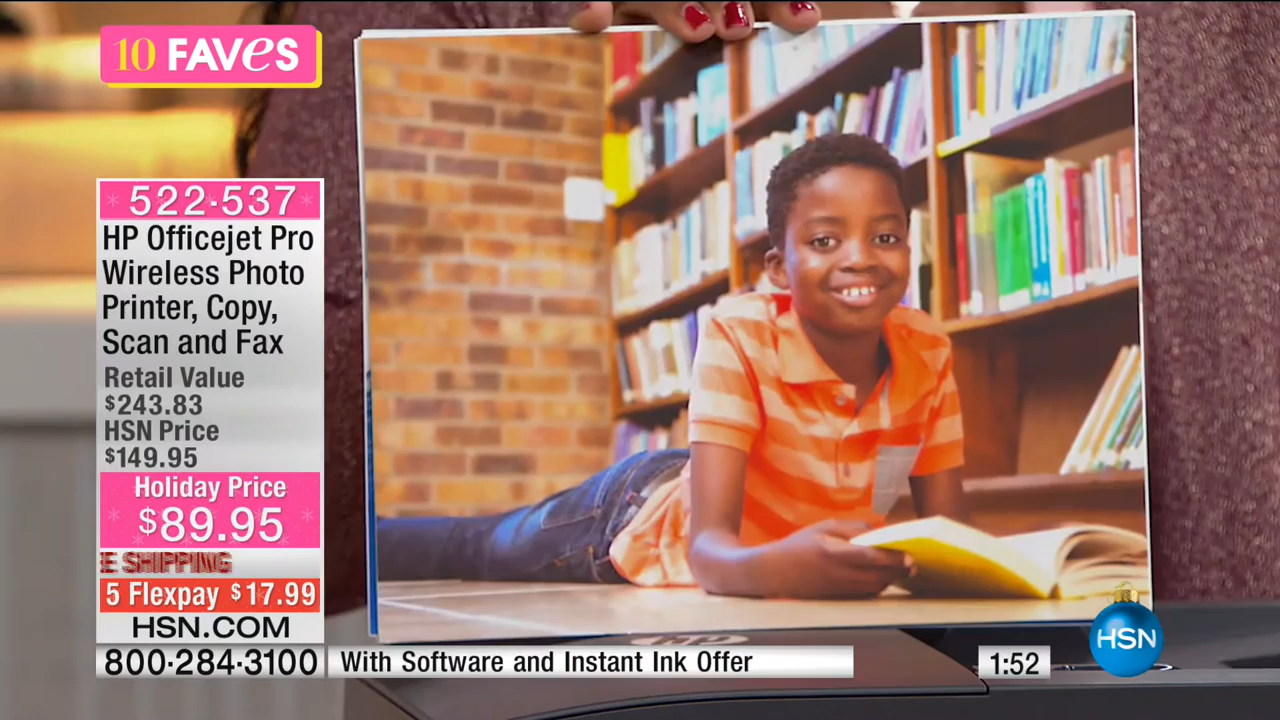 10 FAVES
522-537
HP Officejet Pro
Wireless Photo
Printer, Copy,
Scan and Fax
Retail Value
$243.83
HSN Price
$149.95
Holiday Price
$89.95
E SHIPPING
5 Flexpay $17.99
HSN.COM
800·284·3100
With Software and Instant Ink Offer
1:52
HSN
hp